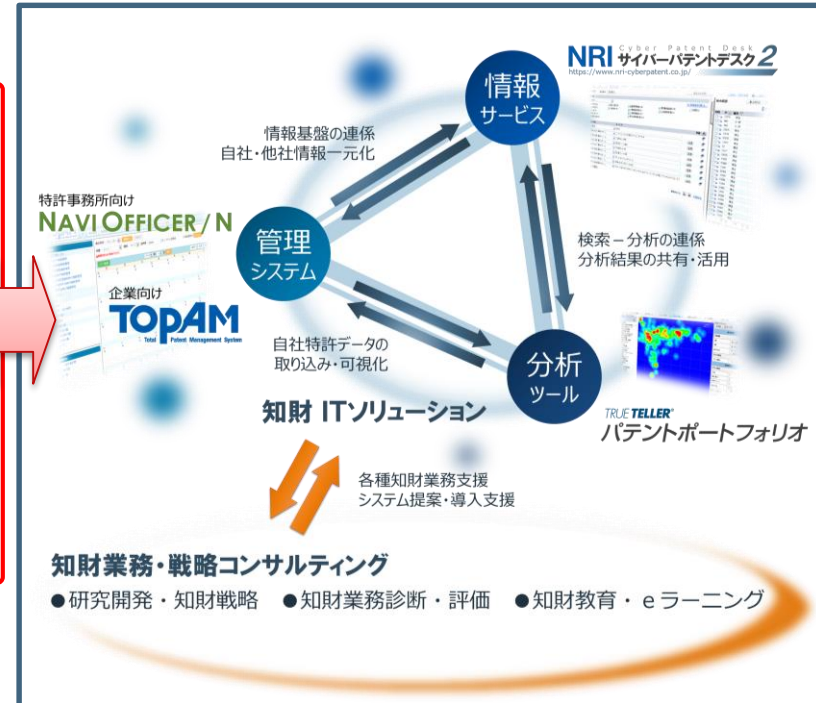 NRI Cyber Patent Desk
サイバーパテントデスク2
https://www.nri-cyberpatent.co.jp/
情報
サービス
情報基盤の連係
自社・他社情報一元化
特許事務所向け
NAVI OFFICER/N
管理
システム
検索－分析の連係
分析結果の共有・活用
企業向け
TOPAM
Total Patent Management System
自社特許データの
取り込み・可視化
分析
ツール
知財 ITソリューション
TRUE TELLER®
パテントポートフォリオ
各種知財業務支援
システム提案・導入支援
知財業務・戦略コンサルティング
●研究開発・知財戦略 ●知財業務診断・評価 ●知財教育・eラーニング